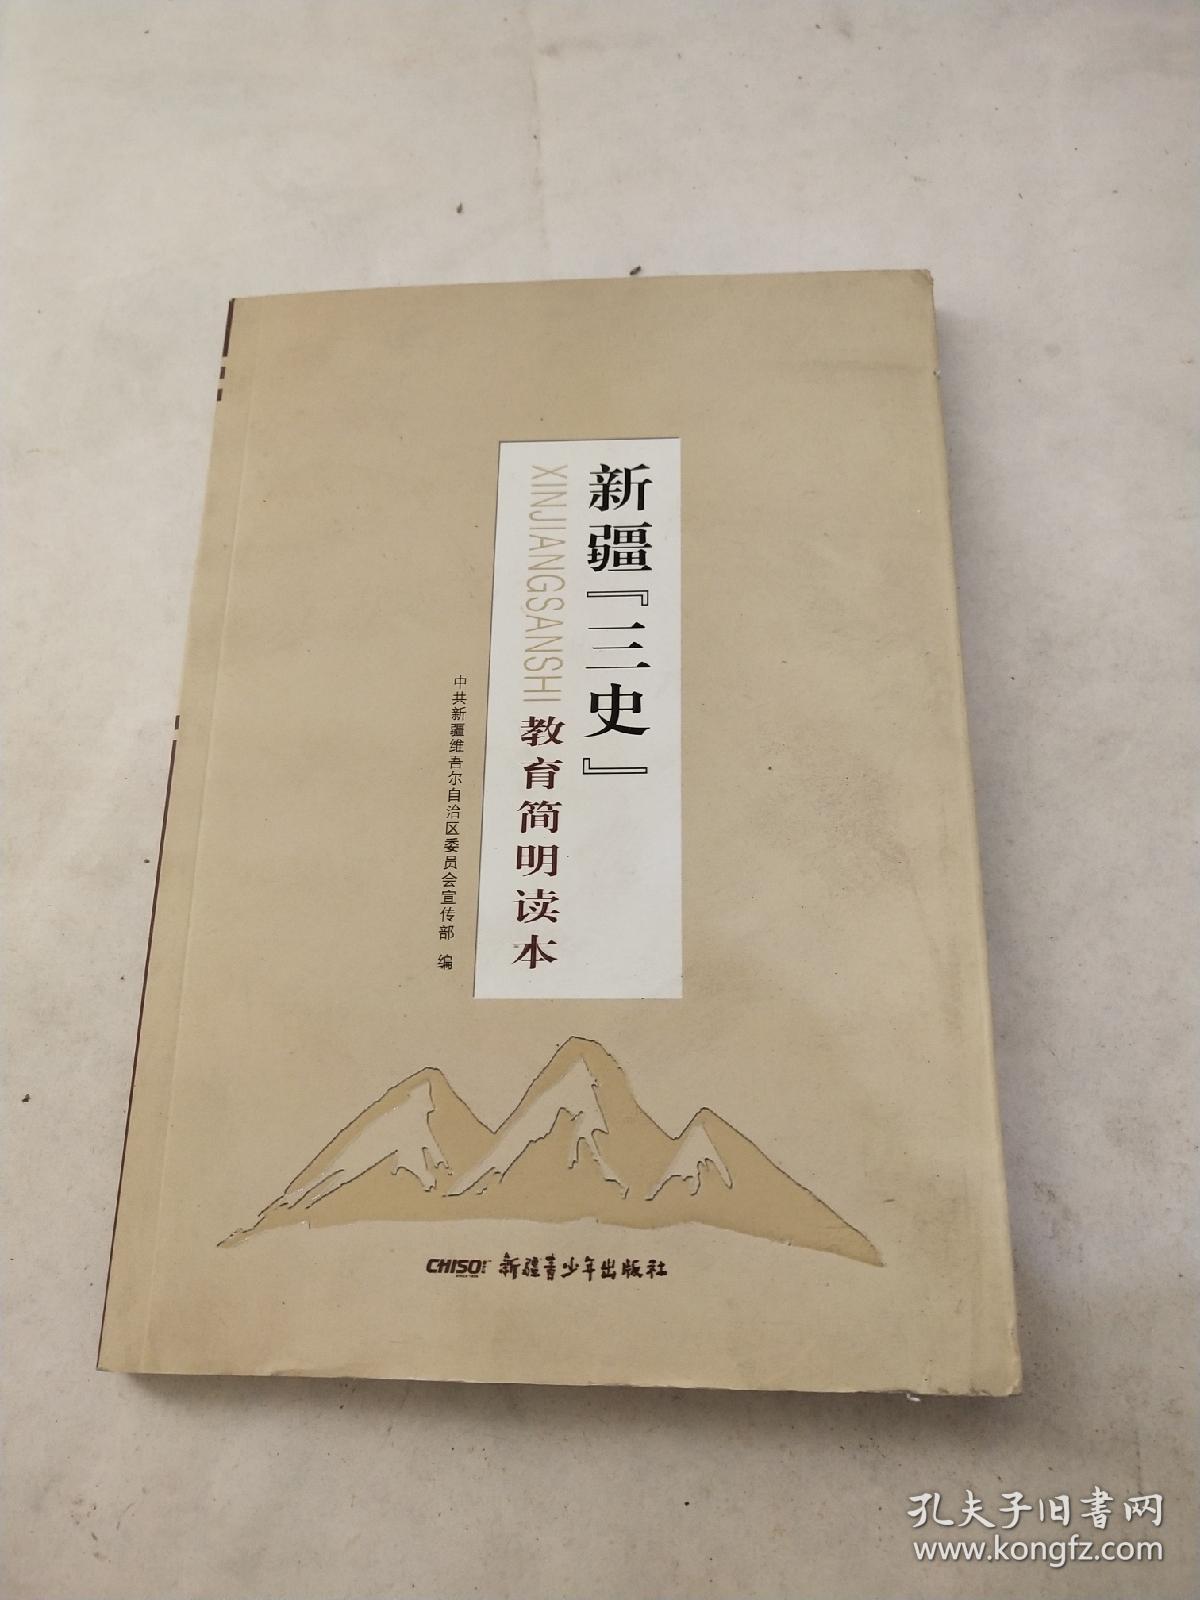 新疆『三史』
XINJIANGSANSHI
教育简明读本
中共新疆维吾尔自治区委员会宣传部 编
CHISO 新疆青少年出版社
孔夫子旧书网
www.kongfz.com